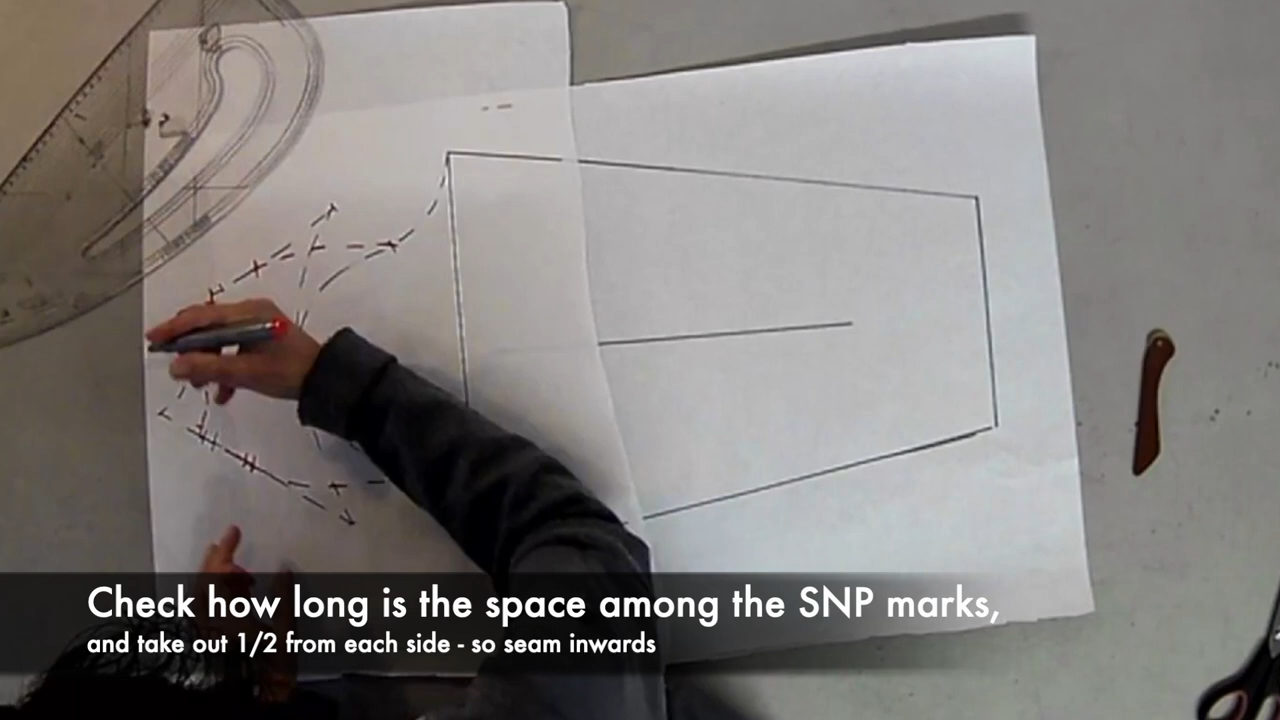 Check how long is the space among the SNP marks,
and take out 1/2 from each side - so seam inwards